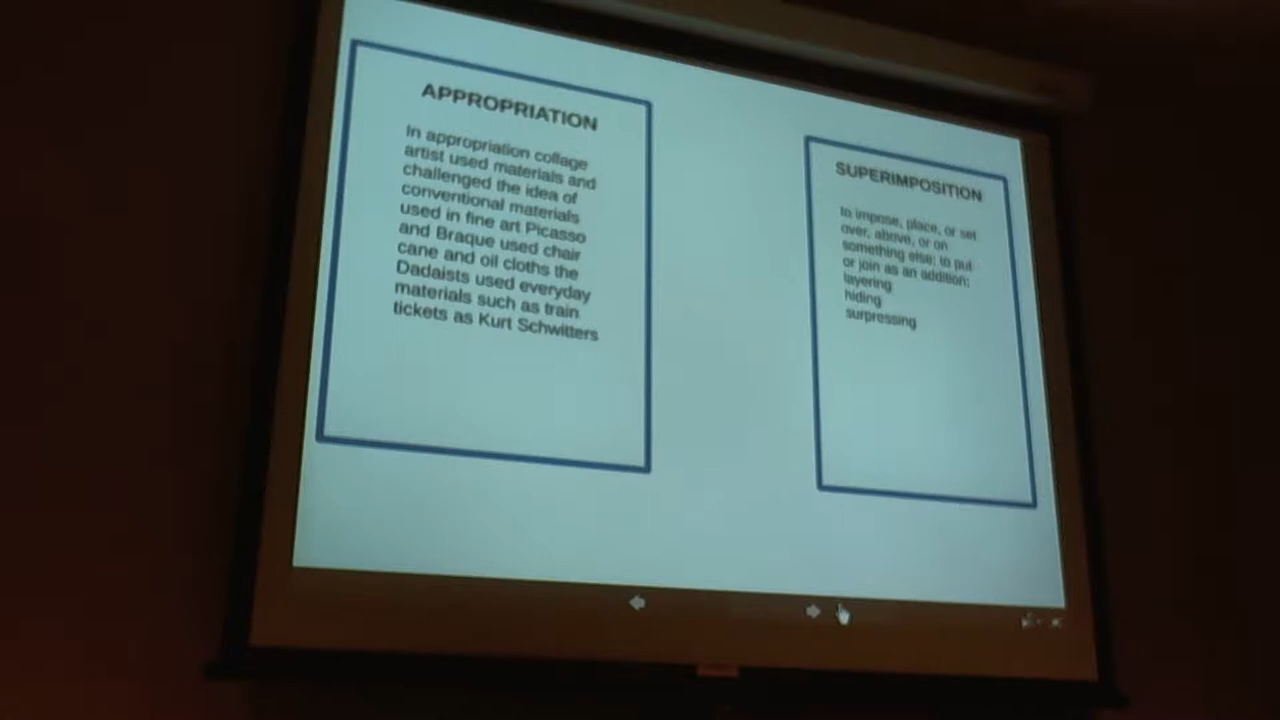 APPROPRIATION
In appropriation collage
artist used materials and
challenged the idea of
conventional materials
used in fine art Picasso
and Braque used chair
cane and oil cloths the
Dadaists used everyday
materials such as train
tickets as Kurt Schwitters
SUPERIMPOSITION
to impose, place, or set
over, above, or on
something else; to put
or join as an addition;
layering
hiding
surpressing